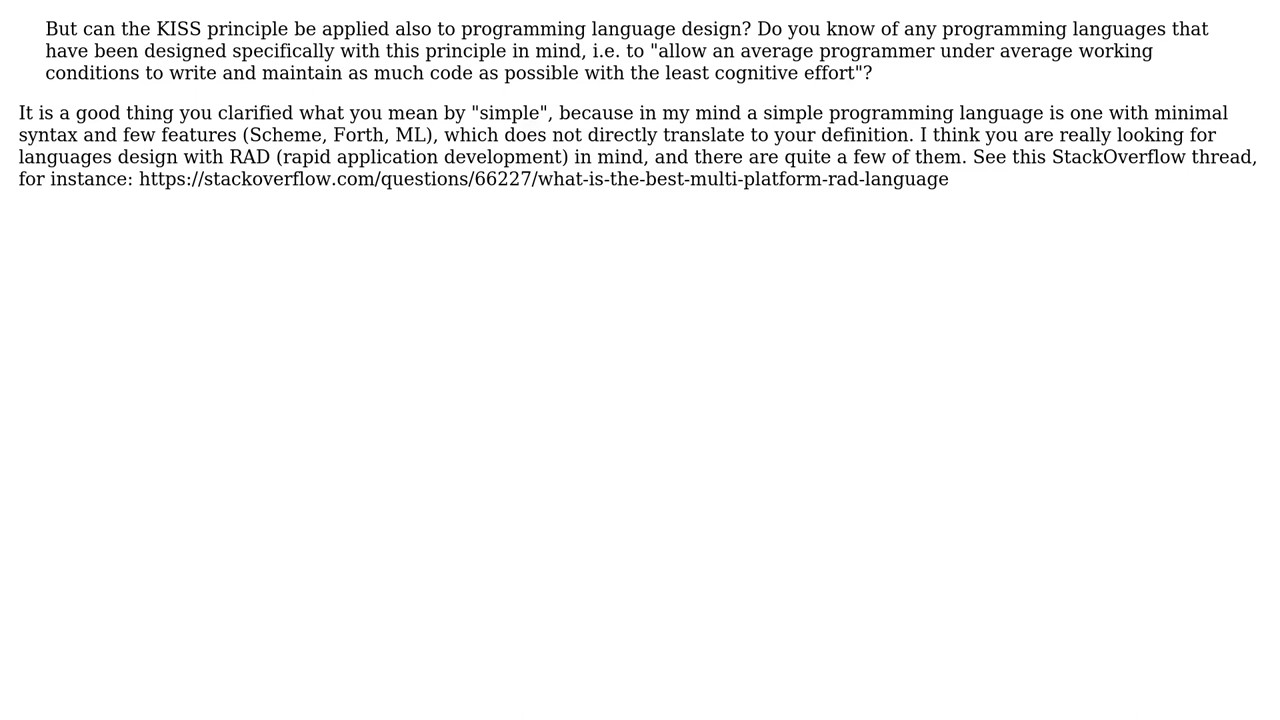 But can the KISS principle be applied also to programming language design? Do you know of any programming languages that
have been designed specifically with this principle in mind, i.e. to "allow an average programmer under average working
conditions to write and maintain as much code as possible with the least cognitive effort"?
It is a good thing you clarified what you mean by "simple", because in my mind a simple programming language is one with minimal
syntax and few features (Scheme, Forth, ML), which does not directly translate to your definition. I think you are really looking for
languages design with RAD (rapid application development) in mind, and there are quite a few of them. See this StackOverflow thread,
for instance: https://stackoverflow.com/questions/66227/what-is-the-best-multi-platform-rad-language